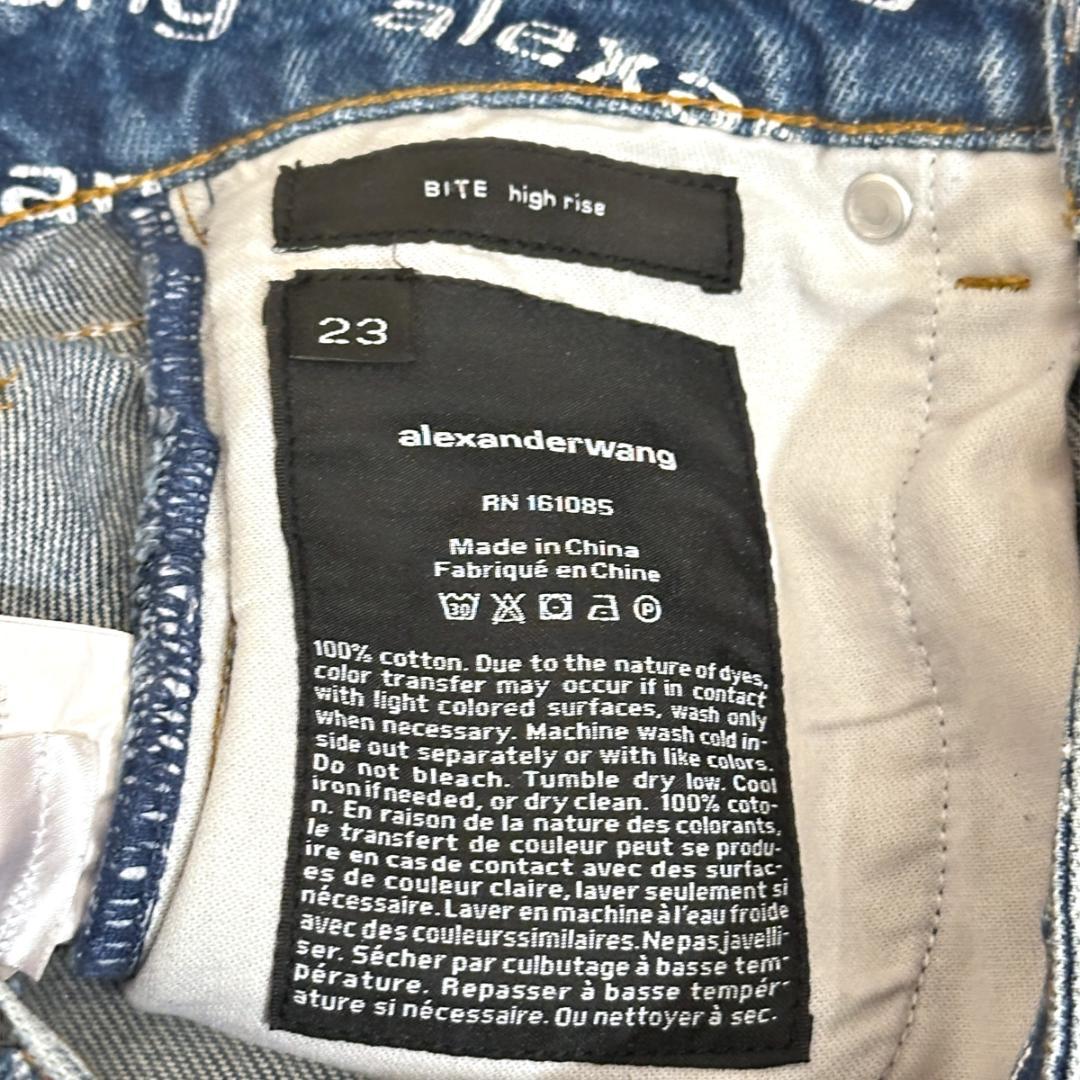 alexa
BITE high rise
23
alexanderwang
RN 161085
Made in China
Fabriqué en Chine
30
P
100% cotton. Due to the nature of dyes,
color transfer may occur if in contact
with light colored surfaces, wash only
when necessary. Machine wash cold in-
side out separately or with like colors.
Do not bleach. Tumble dry low. Cool
iron if needed, or dry clean. 100% coto-
n. En raison de la nature des colorants,
le transfert de couleur peut se produ-
ire en cas de contact avec des surfac-
es de couleur claire, laver seulement si
nécessaire. Laver en machine à l'eau froide
avec des couleurs similaires. Ne pas javelli-
ser. Sécher par culbutage à basse tem-
pérature. Repasser à basse tempér-
ature si nécessaire. Ou nettoyer à sec.